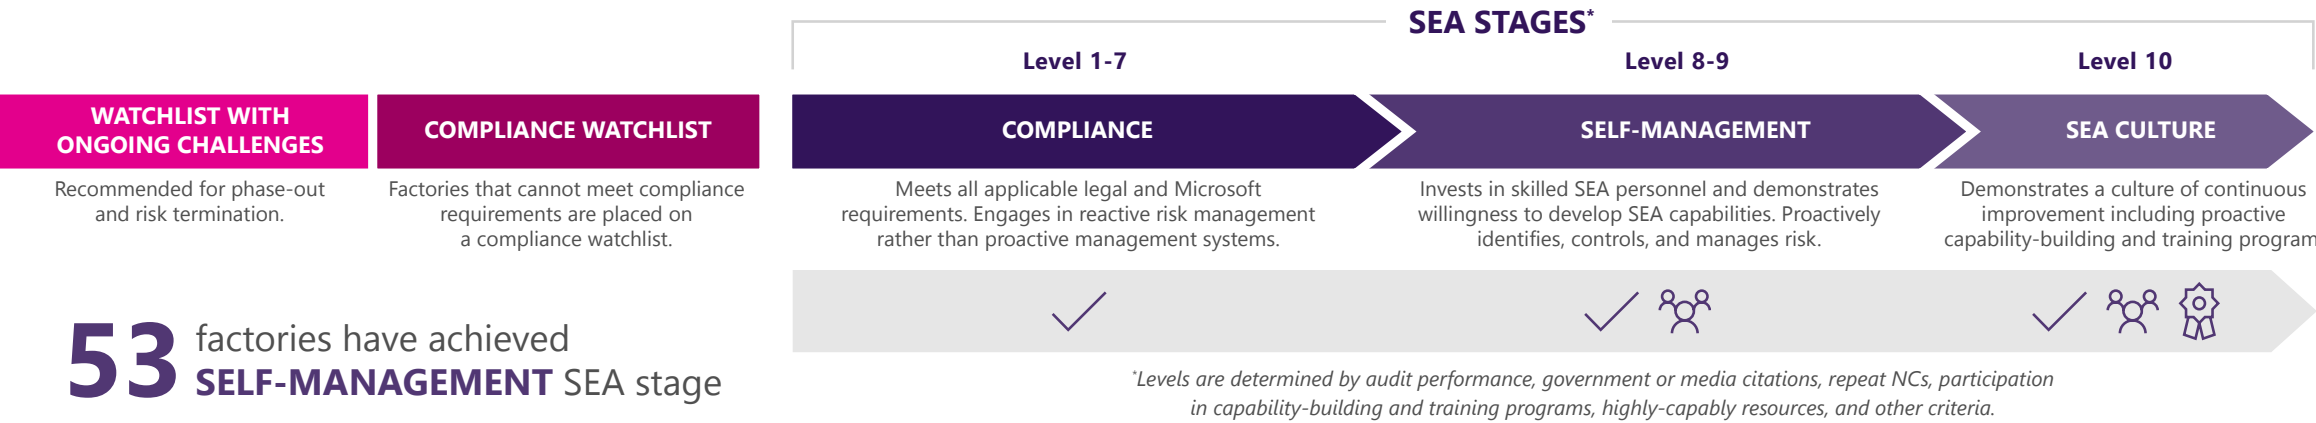 SEA STAGES*
Level 1-7
Level 8-9
Level 10
WATCHLIST WITH
ONGOING CHALLENGES
Recommended for phase-out
and risk termination.
COMPLIANCE WATCHLIST
Factories that cannot meet compliance
requirements are placed on
a compliance watchlist.
COMPLIANCE
Meets all applicable legal and Microsoft
requirements. Engages in reactive risk management
rather than proactive management systems.
SELF-MANAGEMENT
Invests in skilled SEA personnel and demonstrates
willingness to develop SEA capabilities. Proactively
identifies, controls, and manages risk.
SEA CULTURE
Demonstrates a culture of continuous
improvement including proactive
capability-building and training program
53 factories have achieved
SELF-MANAGEMENT SEA stage
*Levels are determined by audit performance, government or media citations, repeat NCs, participation
in capability-building and training programs, highly-capably resources, and other criteria.